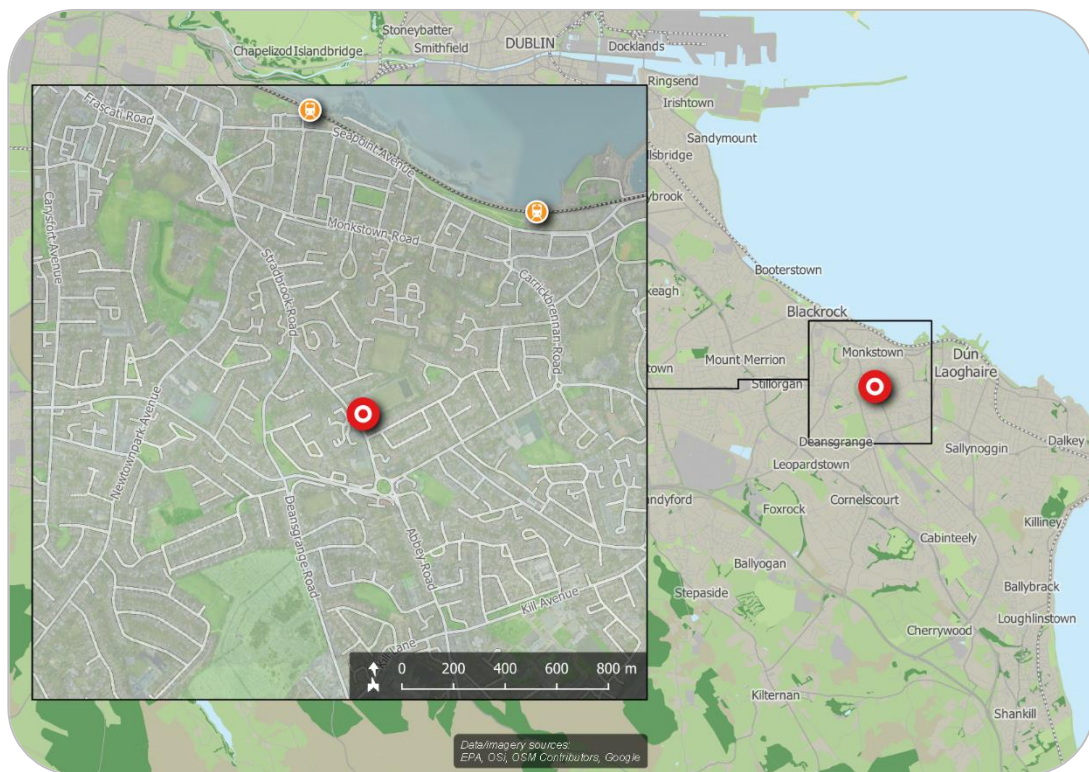 Stoneybatter
Chapelizod
Islandbridge
Smithfield
DUBLIN
Docklands
Ringsend
Irishtown
Sandymount
Booterstown
Blackrock
Mount Merrion
Stillorgan
Monkstown
Dún
Laoghaire
Deansgrange
Leopardstown
Sallynoggin
Dalkey
Foxrock
Cornelscourt
Killiney
Cabinteely
Ballyogan
Stepaside
Ballybrack
Loughlinstown
Cherrywood
Kilternan
Shankill
Frascati Road
Seapoint Avenue
Carysfort Avenue
Monkstown Road
Stradbrook Road
Carrickbrennan Road
Newtownpark Avenue
Deansgrange Road
Abbey Road
Kill Avenue
Lane
0 200 400 600 800 m
Data/imagery sources:
EPA, OSi, OSM Contributors, Google